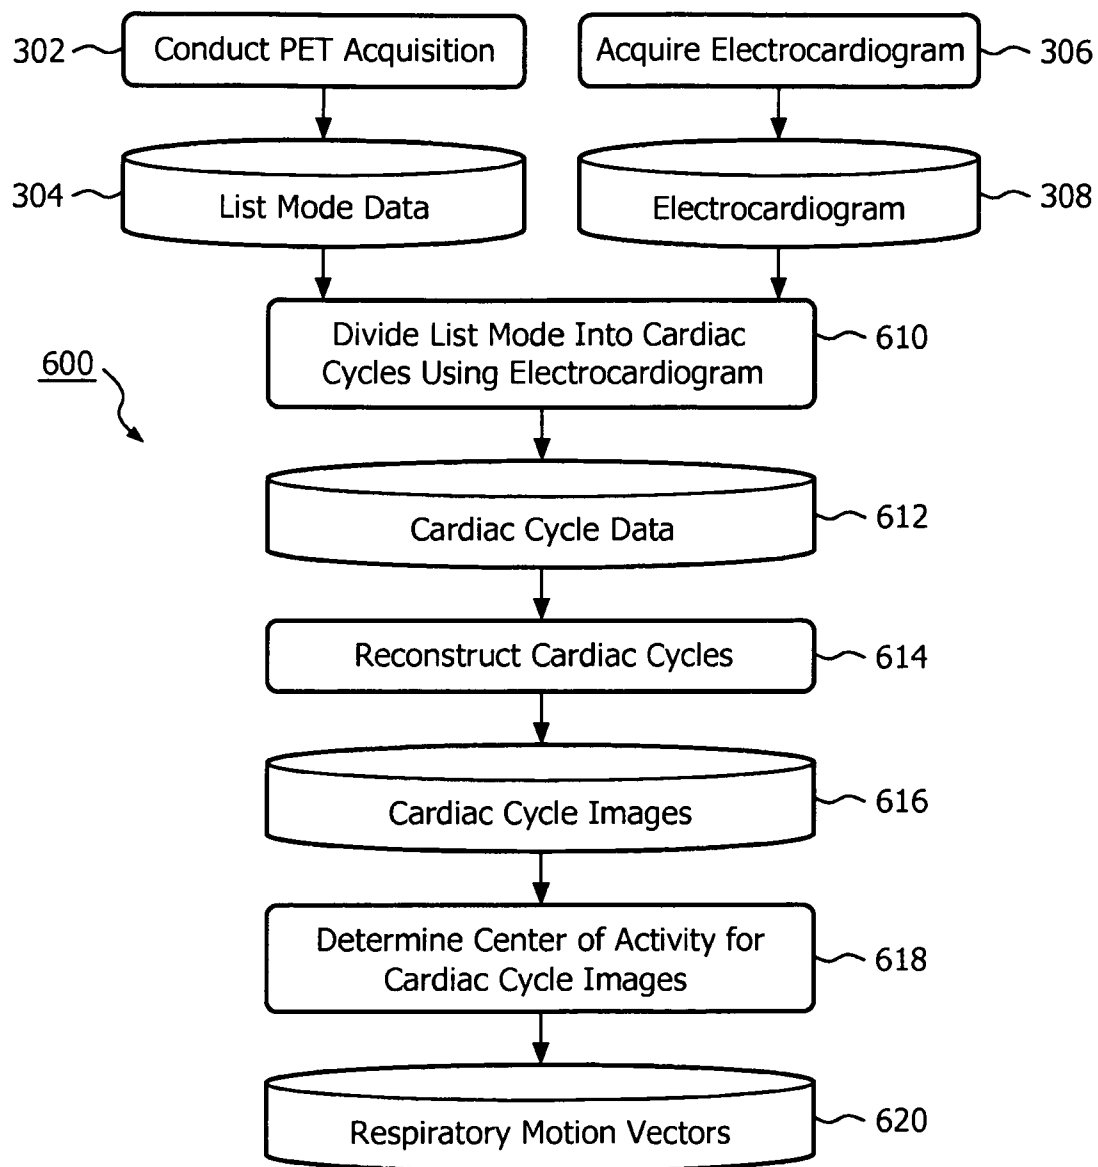 302
Conduct PET Acquisition
Acquire Electrocardiogram
306
304
List Mode Data
Electrocardiogram
308
Divide List Mode Into Cardiac
Cycles Using Electrocardiogram
610
600
Cardiac Cycle Data
612
Reconstruct Cardiac Cycles
614
Cardiac Cycle Images
616
Determine Center of Activity for
Cardiac Cycle Images
618
Respiratory Motion Vectors
620